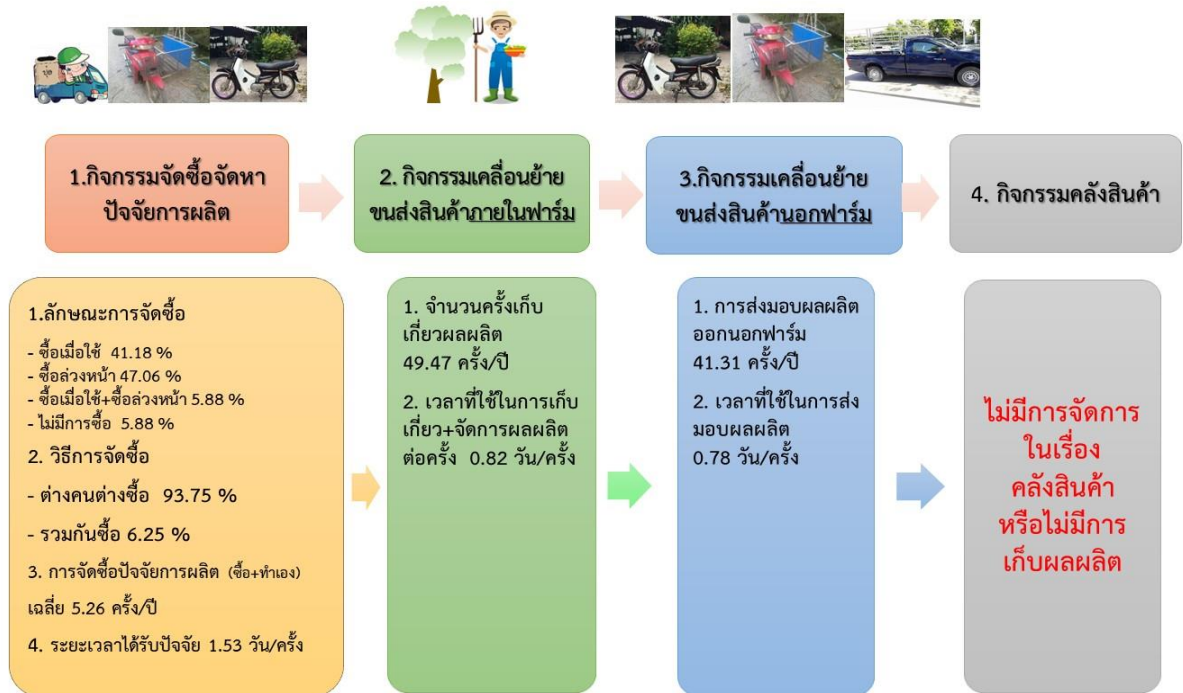 1.กิจกรรมจัดซื้อจัดหา
ปัจจัยการผลิต
2. กิจกรรมเคลื่อนย้าย
ขนส่งสินค้าภายในฟาร์ม
3.กิจกรรมเคลื่อนย้าย
ขนส่งสินค้านอกฟาร์ม
4. กิจกรรมคลังสินค้า
1.ลักษณะการจัดซื้อ
- ซื้อเมื่อใช้ 41.18 %
- ซื้อล่วงหน้า 47.06 %
- ซื้อเมื่อใช้+ซื้อล่วงหน้า 5.88 %
- ไม่มีการซื้อ 5.88 %
2. วิธีการจัดซื้อ
- ต่างคนต่างซื้อ 93.75 %
- รวมกันซื้อ 6.25 %
3. การจัดซื้อปัจจัยการผลิต (ซื้อ+ทำเอง)
เฉลี่ย 5.26 ครั้ง/ปี
4. ระยะเวลาได้รับปัจจัย 1.53 วัน/ครั้ง
1. จำนวนครั้งเก็บ
เกี่ยวผลผลิต
49.47 ครั้ง/ปี
2. เวลาที่ใช้ในการเก็บ
เกี่ยว+จัดการผลผลิต
ต่อครั้ง 0.82 วัน/ครั้ง
1. การส่งมอบผลผลิต
ออกนอกฟาร์ม
41.31 ครั้ง/ปี
2. เวลาที่ใช้ในการส่ง
มอบผลผลิต
0.78 วัน/ครั้ง
ไม่มีการจัดการ
ในเรื่อง
คลังสินค้า
หรือไม่มีการ
เก็บผลผลิต